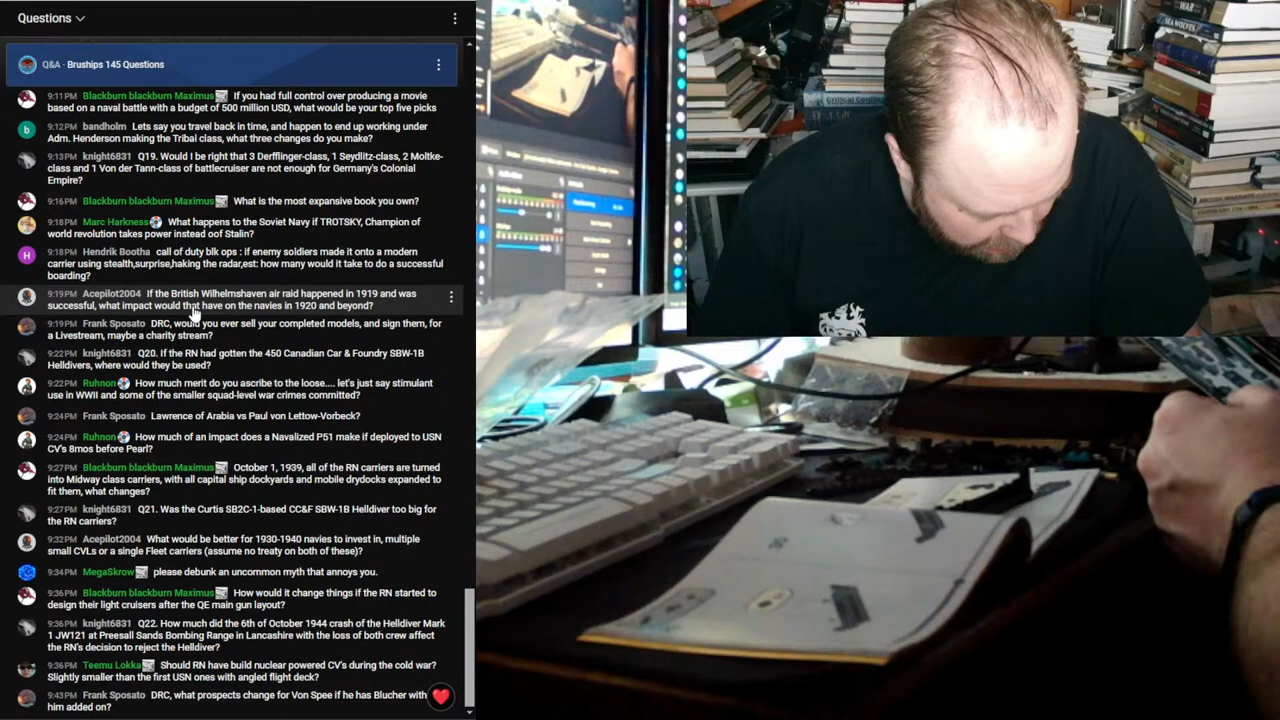 Questions
Q&A · Bruships 145 Questions
9:11PM Blackburn blackburn Maximus If you had full control over producing a movie
based on a naval battle with a budget of 500 million USD, what would be your top five picks
9:12PM bandholm Lets say you travel back in time, and happen to end up working under
Adm. Henderson making the Tribal class, what three changes do you make?
9:13PM knight6831 Q19. Would I be right that 3 Derfflinger-class, 1 Seydlitz-class, 2 Moltke-
class and 1 Von der Tann-class of battlecruiser are not enough for Germany's Colonial
Empire?
9:16PM Blackburn blackburn Maximus What is the most expansive book you own?
9:18PM Marc Harkness What happens to the Soviet Navy if TROTSKY, Champion of
world revolution takes power instead oof Stalin?
9:18PM Hendrik Bootha call of duty blk ops : if enemy soldiers made it onto a modern
carrier using stealth,surprise,haking the radar,est: how many would it take to do a successful
boarding?
9:19PM Acepilot2004 If the British Wilhelmshaven air raid happened in 1919 and was
successful, what impact would that have on the navies in 1920 and beyond?
9:19PM Frank Sposato DRC, would you ever sell your completed models, and sign them, for
a Livestream, maybe a charity stream?
9:22PM knight6831 Q20. If the RN had gotten the 450 Canadian Car & Foundry SBW-1B
Helldivers, where would they be used?
9:22PM Ruhnon How much merit do you ascribe to the loose.... let's just say stimulant
use in WWII and some of the smaller squad-level war crimes committed?
9:24PM Frank Sposato Lawrence of Arabia vs Paul von Lettow-Vorbeck?
9:24PM Ruhnon How much of an impact does a Navalized P51 make if deployed to USN
CV's 8mos before Pearl?
9:27PM Blackburn blackburn Maximus October 1, 1939, all of the RN carriers are turned
into Midway class carriers, with all capital ship dockyards and mobile drydocks expanded to
fit them, what changes?
9:27PM knight6831 Q21. Was the Curtis SB2C-1-based CC&F SBW-1B Helldiver too big for
the RN carriers?
9:32PM Acepilot2004 What would be better for 1930-1940 navies to invest in, multiple
small CVLs or a single Fleet carriers (assume no treaty on both of these)?
9:34PM MegaSkrow please debunk an uncommon myth that annoys you.
9:36PM Blackburn blackburn Maximus How would it change things if the RN started to
design their light cruisers after the QE main gun layout?
9:36PM knight6831 Q22. How much did the 6th of October 1944 crash of the Helldiver Mark
1 JW121 at Preesall Sands Bombing Range in Lancashire with the loss of both crew affect
the RN's decision to reject the Helldiver?
9:36PM Teemu Lokka Should RN have build nuclear powered CV's during the cold war?
Slightly smaller than the first USN ones with angled flight deck?
9:43PM Frank Sposato DRC, what prospects change for Von Spee if he has Blucher with
him added on?
WAR
SEA WOLVES